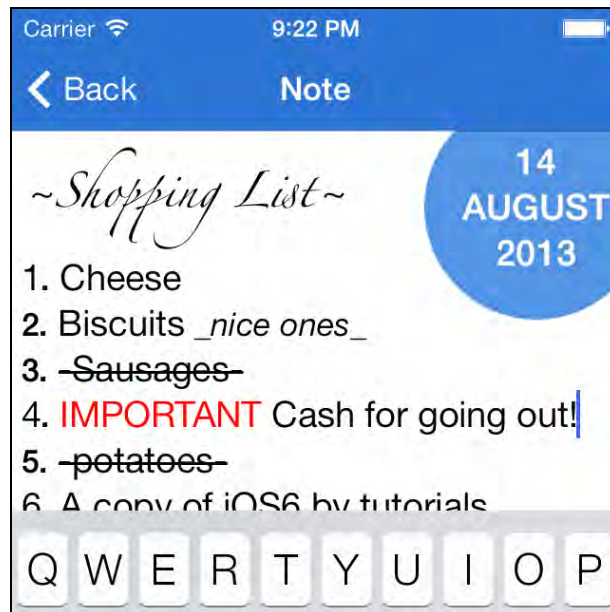 Carrier 9:22 PM
Back Note
~Shopping List~
14
AUGUST
2013
1. Cheese
2. Biscuits _nice ones_
3. -Sausages-
4. IMPORTANT Cash for going out!
5. -potatoes-
6. A copy of iOS6 by tutorials
Q W E R T Y U I O P